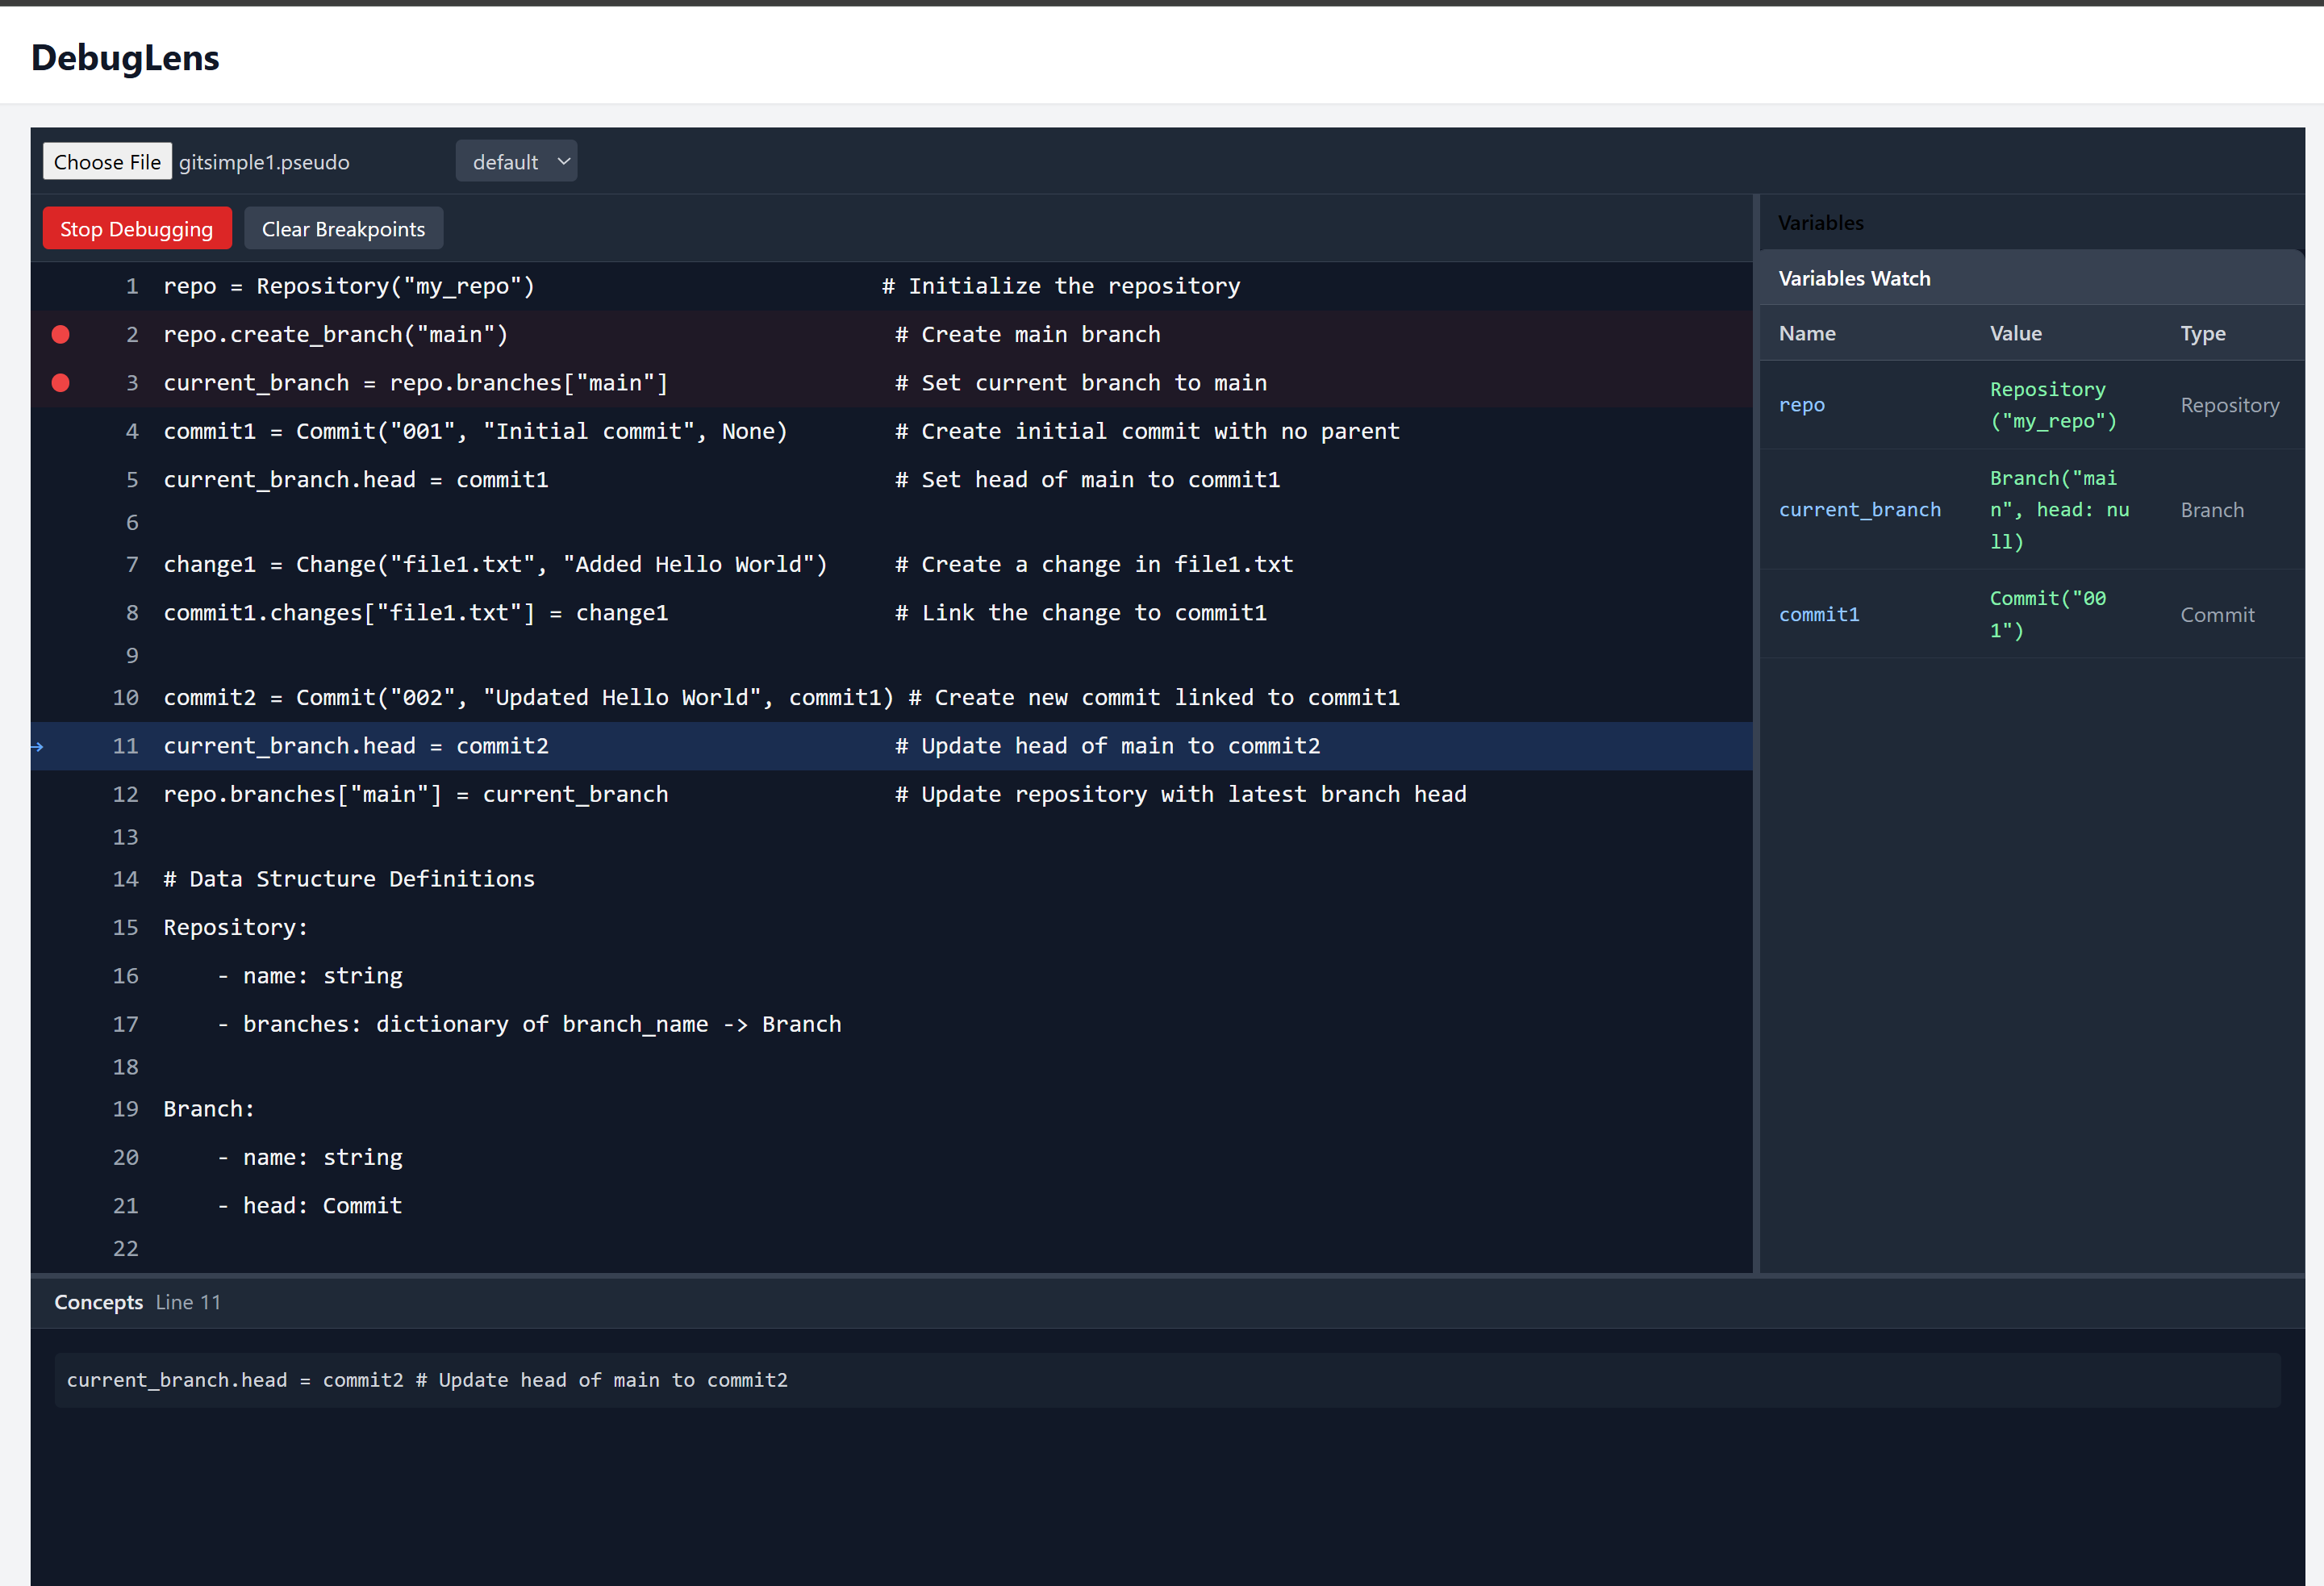 DebugLens
Choose File gitsimple1.pseudo default
Stop Debugging Clear Breakpoints
1 repo = Repository("my_repo") # Initialize the repository
2 repo.create_branch("main") # Create main branch
3 current_branch = repo.branches["main"] # Set current branch to main
4 commit1 = Commit("001", "Initial commit", None) # Create initial commit with no parent
5 current_branch.head = commit1 # Set head of main to commit1
6
7 change1 = Change("file1.txt", "Added Hello World") # Create a change in file1.txt
8 commit1.changes["file1.txt"] = change1 # Link the change to commit1
9
10 commit2 = Commit("002", "Updated Hello World", commit1) # Create new commit linked to commit1
→ 11 current_branch.head = commit2 # Update head of main to commit2
12 repo.branches["main"] = current_branch # Update repository with latest branch head
13
14 # Data Structure Definitions
15 Repository:
16 - name: string
17 - branches: dictionary of branch_name -> Branch
18
19 Branch:
20 - name: string
21 - head: Commit
22
Variables
Variables Watch
Name Value Type
repo Repository
("my_repo") Repository
current_branch Branch("mai
n", head: nu
ll) Branch
commit1 Commit("00
1") Commit
Concepts Line 11
current_branch.head = commit2 # Update head of main to commit2